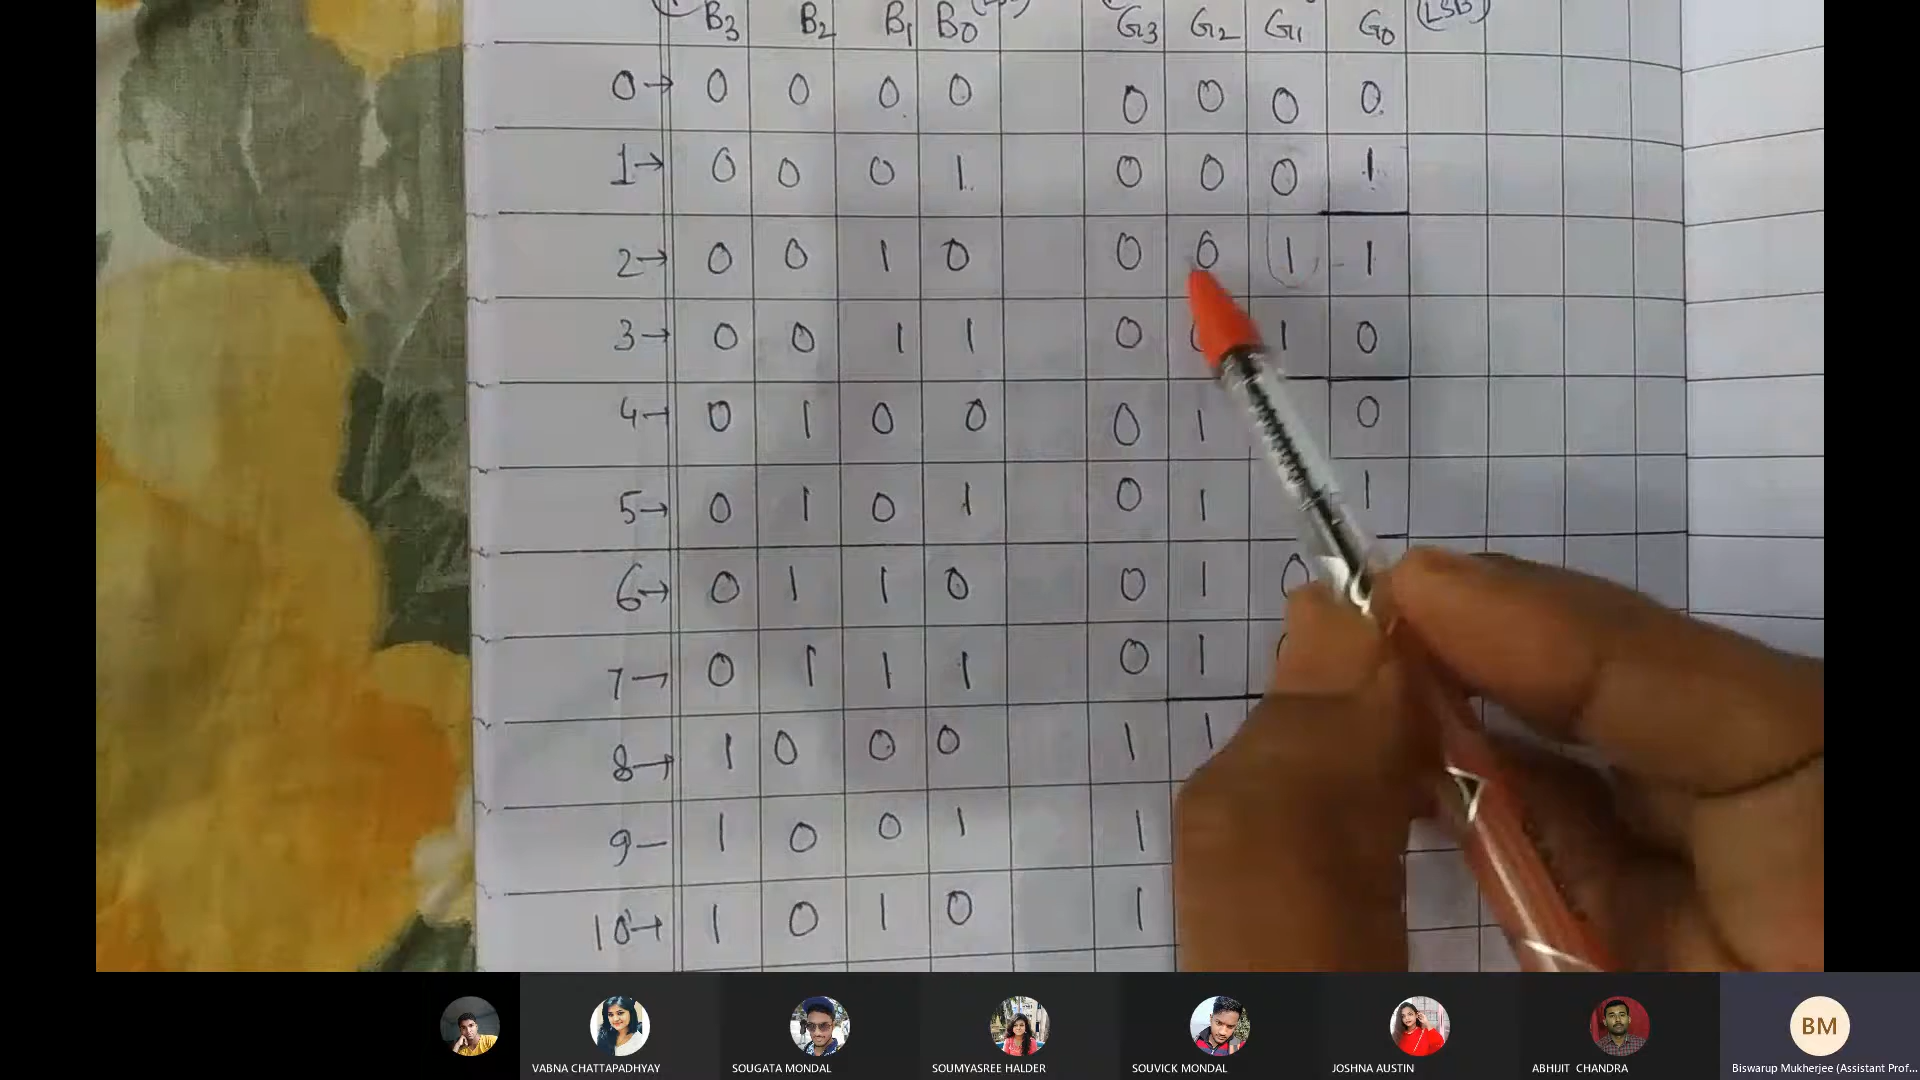 B3 B2 B1 B0 G3 G2 G1 G0 (LSB)
0→ 0 0 0 0 0 0 0 0
1→ 0 0 0 1 0 0 0 1
2→ 0 0 1 0 0 0 1 1
3→ 0 0 1 1 0 0 1 0
4→ 0 1 0 0 0 1 0
5→ 0 1 0 1 0 1 1
6→ 0 1 1 0 0 1 0
7→ 0 1 1 1 0 1
8→ 1 0 0 0 1 1
9— 1 0 0 1 1
10→ 1 0 1 0 1
VABNA CHATTAPADHYAY SOUGATA MONDAL SOUMYASREE HALDER SOUVICK MONDAL JOSHNA AUSTIN ABHIJIT CHANDRA BM
Biswarup Mukherjee (Assistant Prof...